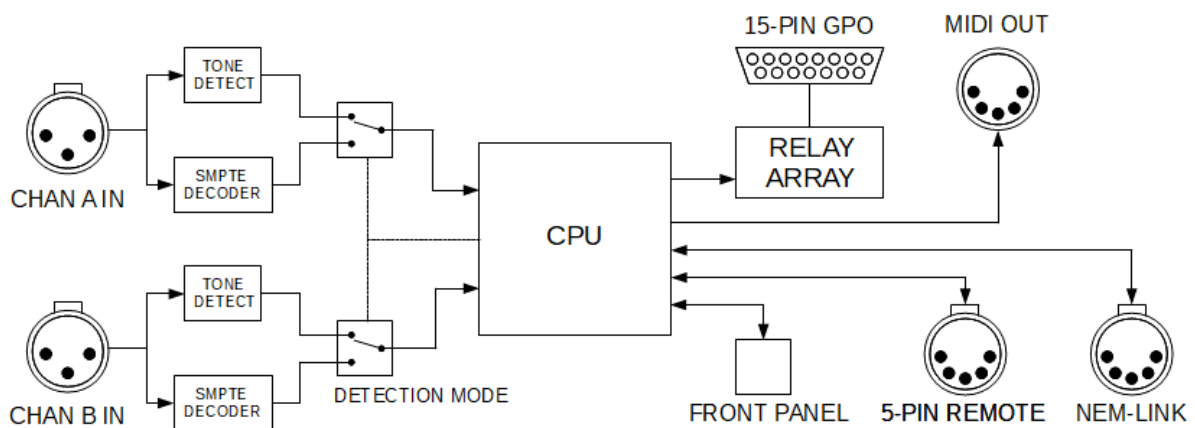 15-PIN GPO
MIDI OUT
TONE
DETECT
SMPTE
DECODER
CHAN A IN
RELAY
ARRAY
CPU
TONE
DETECT
SMPTE
DECODER
CHAN B IN
DETECTION MODE
FRONT PANEL
5-PIN REMOTE
NEM-LINK